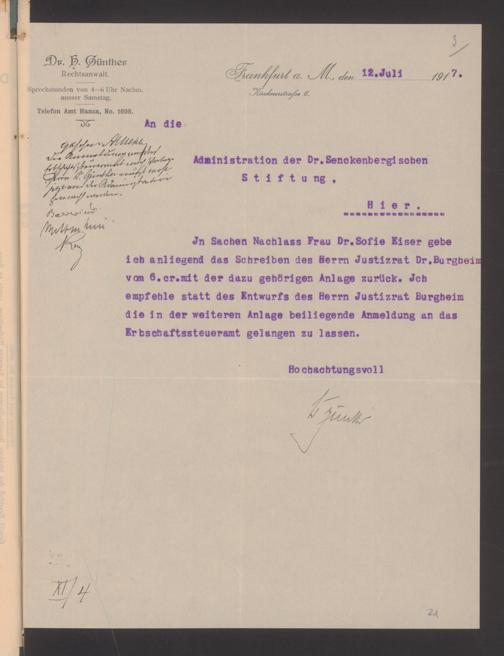 3
Dr. H. Günther
Rechtsanwalt.
Sprechstunden von 4–6 Uhr Nachm.
ausser Samstag.
Telefon Amt Hansa, No. 1698.
Frankfurt a. M., den 12.Juli 1917.
Kirchnerstraße 6.
An die
Administration der Dr.Senckenbergischen
Stiftung.
Hier.
Jn Sachen Nachlass Frau Dr.Sofie Eiser gebe
ich anliegend das Schreiben des Herrn Justizrat Dr.Burgheim
vom 6.cr.mit der dazu gehörigen Anlage zurück. Jch
empfehle statt des Entwurfs des Herrn Justizrat Burgheim
die in der weiteren Anlage beiliegende Anmeldung an das
Erbschaftssteueramt gelangen zu lassen.
Hochachtungsvoll
Günther
XI/4